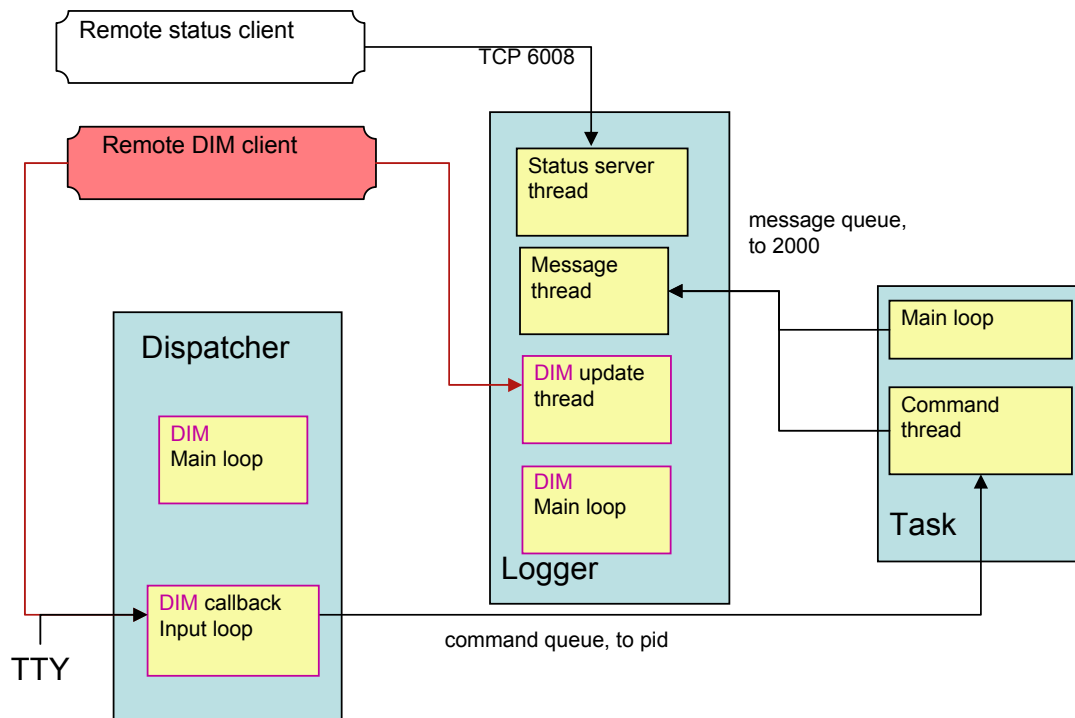 Remote status client
TCP 6008
Remote DIM client
Status server
thread
message queue,
to 2000
Message
thread
Main loop
Dispatcher
DIM update
thread
Command
thread
DIM
Main loop
DIM
Main loop
Task
Logger
DIM callback
Input loop
command queue, to pid
TTY